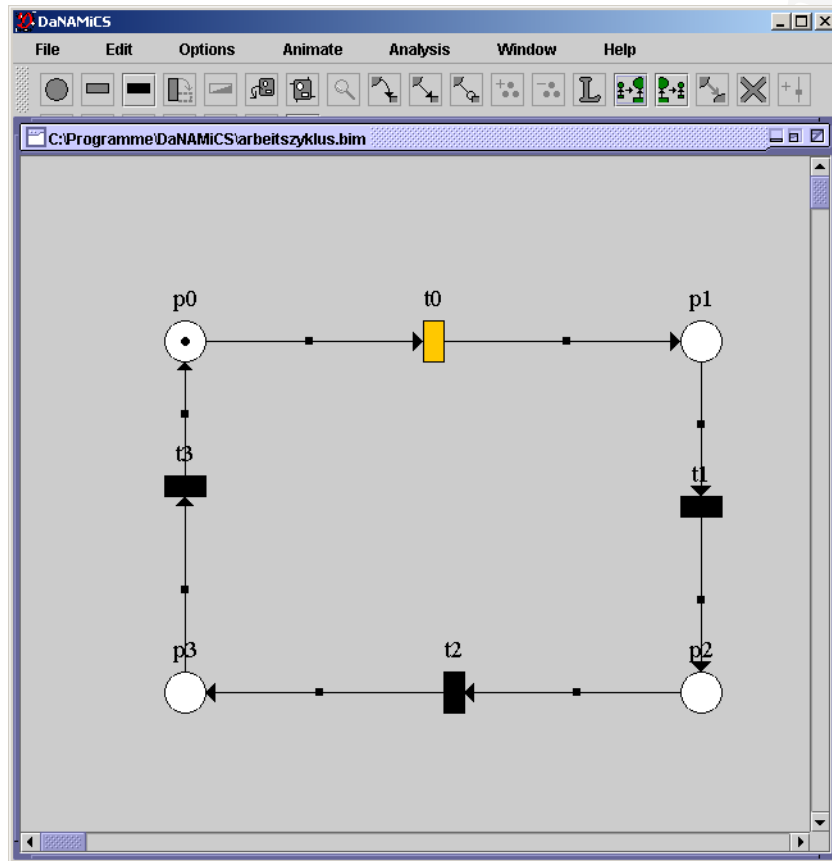 DaNAMiCS
File Edit Options Animate Analysis Window Help
L
C:\Programme\DaNAMiCS\arbeitszyklus.bim
p0 t0 p1
t3 t1
p3 t2 p2